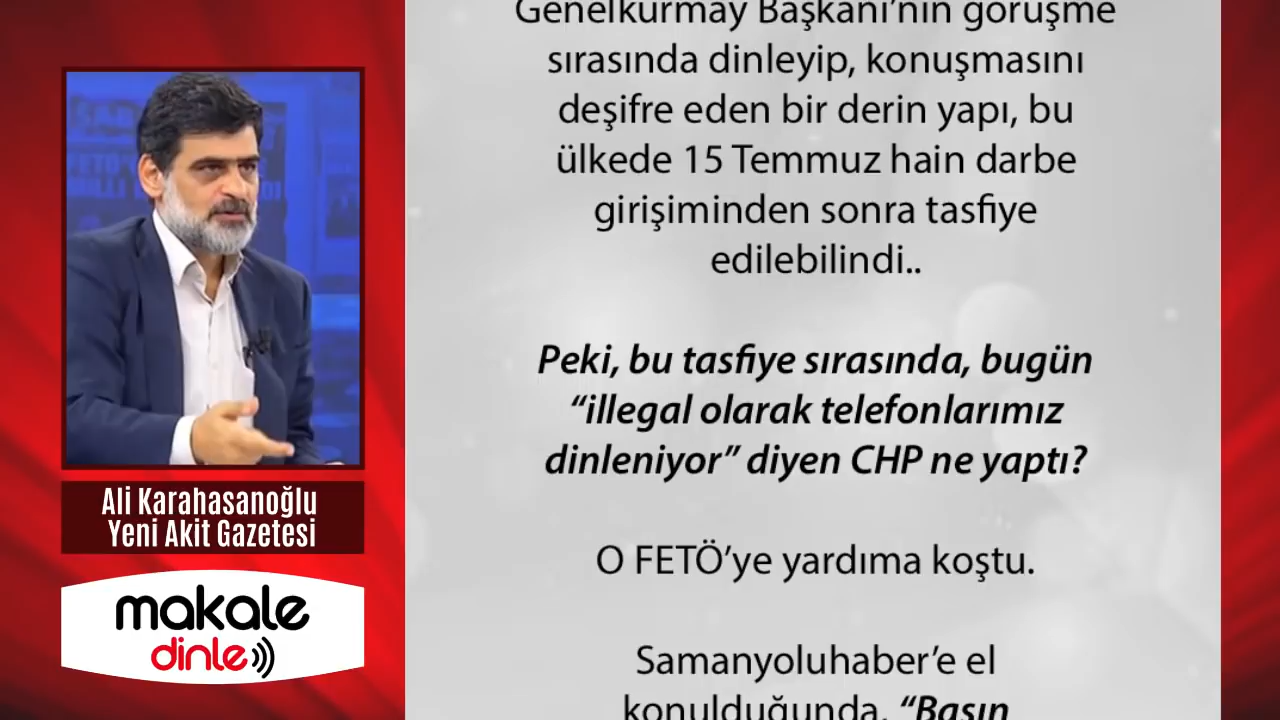 Genelkurmay Başkanı’nın görüşme
sırasında dinleyip, konuşmasını
deşifre eden bir derin yapı, bu
ülkede 15 Temmuz hain darbe
girişiminden sonra tasfiye
edilebilindi..
Peki, bu tasfiye sırasında, bugün
“illegal olarak telefonlarımız
dinleniyor” diyen CHP ne yaptı?
O FETÖ’ye yardıma koştu.
Samanyoluhaber’e el
konulduğunda, “Basın
Ali Karahasanoğlu
Yeni Akit Gazetesi
makale
dinle